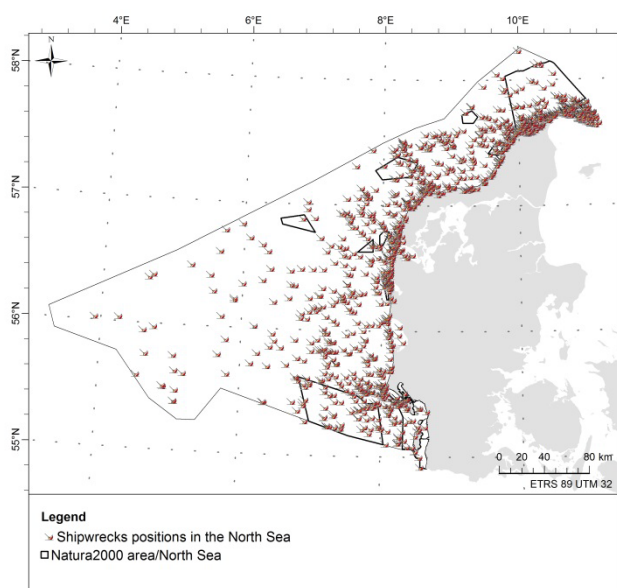 4°E 6°E 8°E 10°E
N
58°N
57°N
56°N
55°N
0 20 40 80 km
ETRS 89 UTM 32
Legend
Shipwrecks positions in the North Sea
Natura2000 area/North Sea